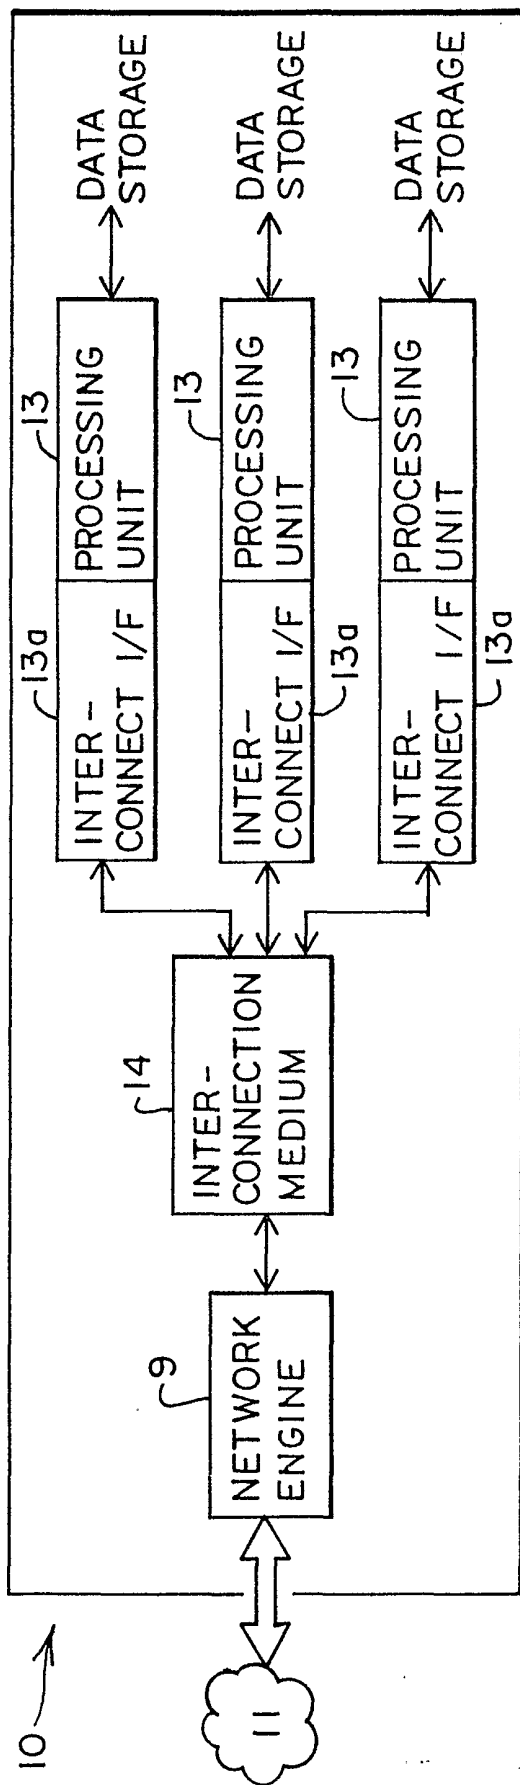 10
11
9
NETWORK
ENGINE
14
INTER-
CONNECTION
MEDIUM
13a
INTER-
CONNECT I/F
13
PROCESSING
UNIT
DATA
STORAGE
INTER-
CONNECT I/F
13a
13
PROCESSING
UNIT
DATA
STORAGE
INTER-
CONNECT I/F
13a
13
PROCESSING
UNIT
DATA
STORAGE